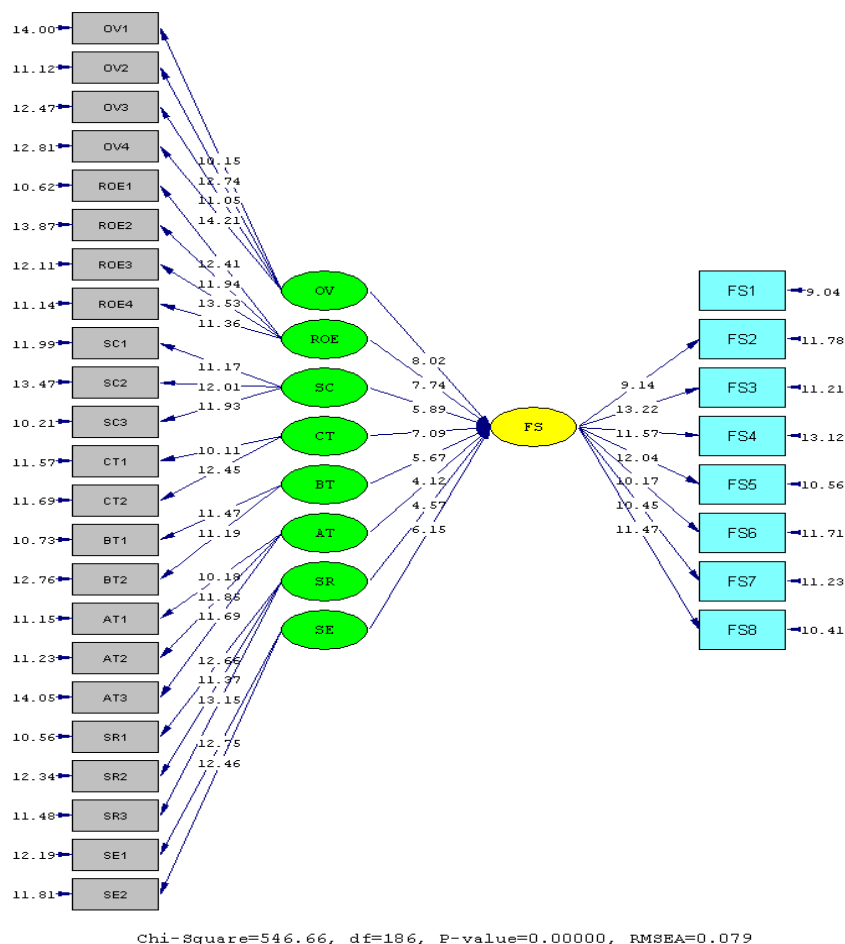 14.00 OV1
11.12 OV2
12.47 OV3
12.81 OV4
10.62 ROE1
13.87 ROE2
12.11 ROE3
11.14 ROE4
11.99 SC1
13.47 SC2
10.21 SC3
11.57 CT1
11.69 CT2
10.73 BT1
12.76 BT2
11.15 AT1
11.23 AT2
14.05 AT3
10.56 SR1
12.34 SR2
11.48 SR3
12.19 SE1
11.81 SE2
10.15
12.74
11.05
14.21
12.41
11.94
13.53
11.36
11.17
12.01
11.93
10.11
12.45
11.47
11.19
10.18
11.85
11.69
12.66
11.37
13.15
12.75
12.46
OV
ROE
SC
CT
BT
AT
SR
SE
8.02
7.74
5.89
7.09
5.67
4.12
4.57
6.15
FS
9.14
13.22
11.57
12.04
10.17
10.45
11.47
FS1 9.04
FS2 11.78
FS3 11.21
FS4 13.12
FS5 10.56
FS6 11.71
FS7 11.23
FS8 10.41
Chi-Square=546.66, df=186, P-value=0.00000, RMSEA=0.079